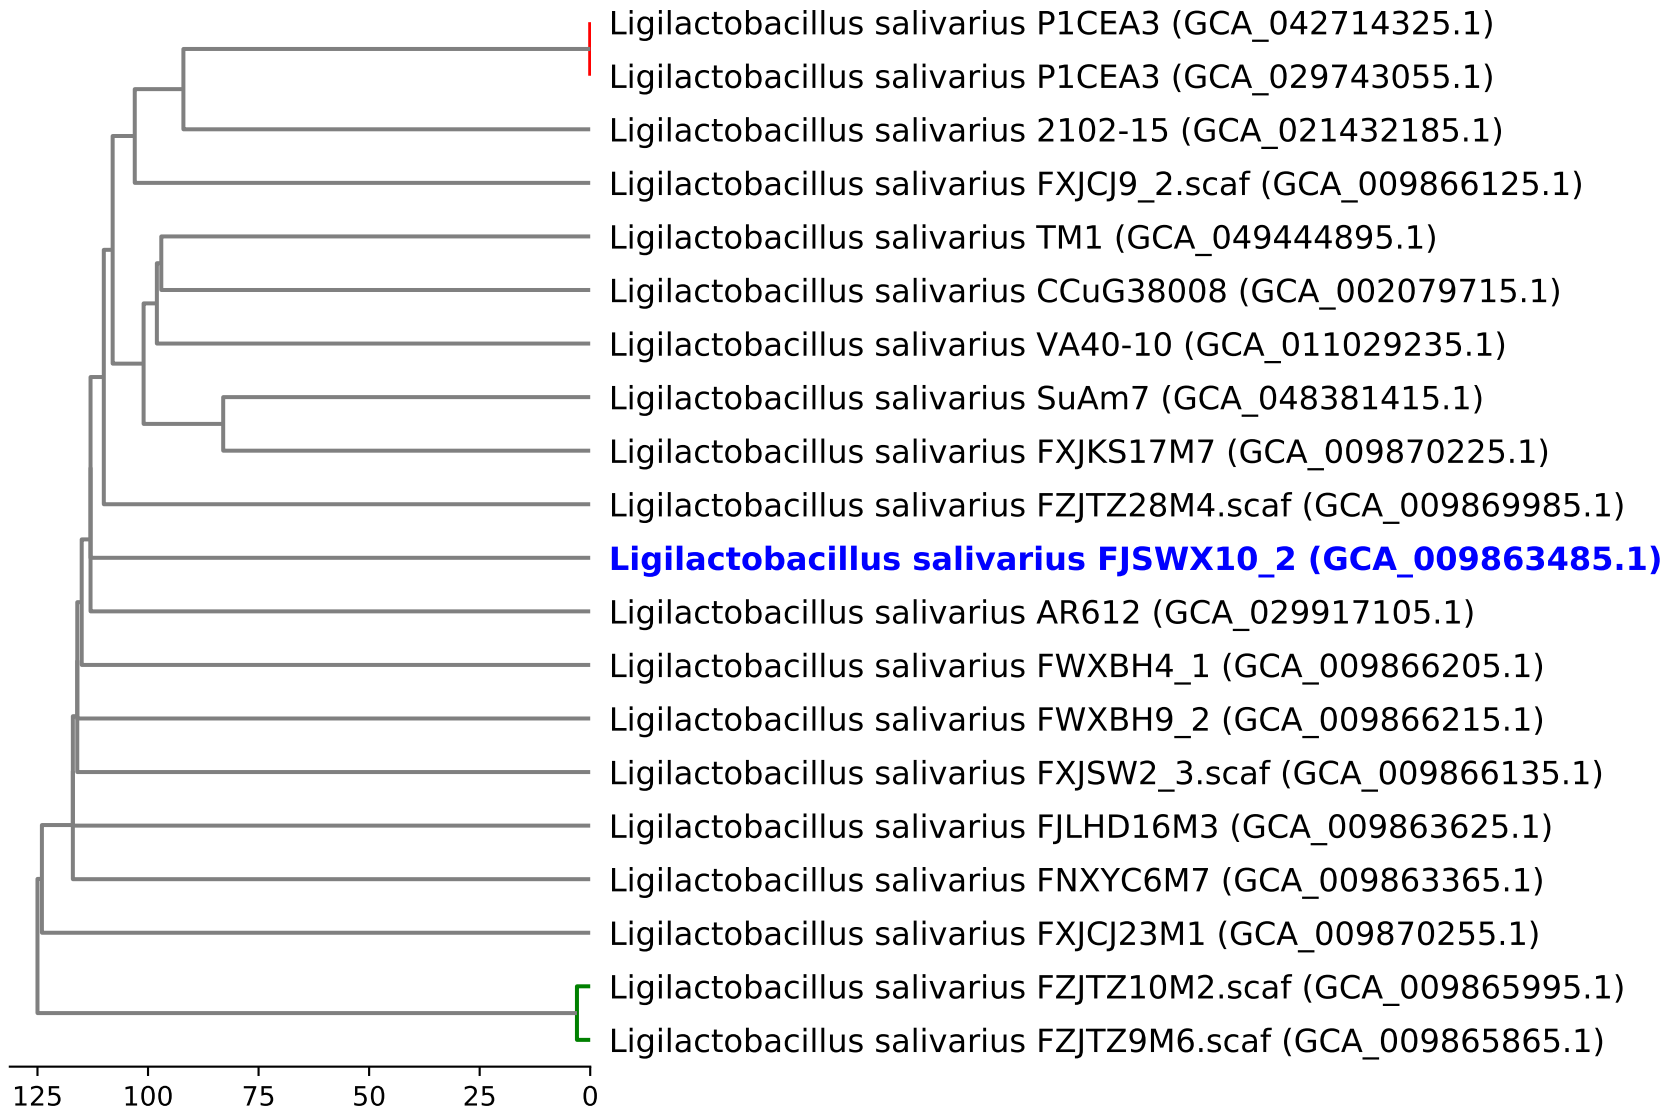 Ligilactobacillus salivarius P1CEA3 (GCA_042714325.1)
Ligilactobacillus salivarius P1CEA3 (GCA_029743055.1)
Ligilactobacillus salivarius 2102-15 (GCA_021432185.1)
Ligilactobacillus salivarius FXJCJ9_2.scaf (GCA_009866125.1)
Ligilactobacillus salivarius TM1 (GCA_049444895.1)
Ligilactobacillus salivarius CCuG38008 (GCA_002079715.1)
Ligilactobacillus salivarius VA40-10 (GCA_011029235.1)
Ligilactobacillus salivarius SuAm7 (GCA_048381415.1)
Ligilactobacillus salivarius FXJKS17M7 (GCA_009870225.1)
Ligilactobacillus salivarius FZJTZ28M4.scaf (GCA_009869985.1)
Ligilactobacillus salivarius FJSWX10_2 (GCA_009863485.1)
Ligilactobacillus salivarius AR612 (GCA_029917105.1)
Ligilactobacillus salivarius FWXBH4_1 (GCA_009866205.1)
Ligilactobacillus salivarius FWXBH9_2 (GCA_009866215.1)
Ligilactobacillus salivarius FXJSW2_3.scaf (GCA_009866135.1)
Ligilactobacillus salivarius FJLHD16M3 (GCA_009863625.1)
Ligilactobacillus salivarius FNXYC6M7 (GCA_009863365.1)
Ligilactobacillus salivarius FXJCJ23M1 (GCA_009870255.1)
Ligilactobacillus salivarius FZJTZ10M2.scaf (GCA_009865995.1)
Ligilactobacillus salivarius FZJTZ9M6.scaf (GCA_009865865.1)
125 100 75 50 25 0